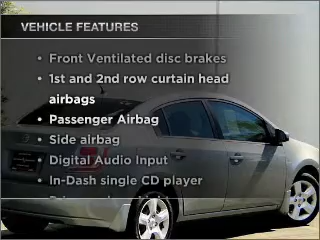 VEHICLE FEATURES
• Front Ventilated disc brakes
• 1st and 2nd row curtain head
airbags
• Passenger Airbag
• Side airbag
• Digital Audio Input
• In-Dash single CD player